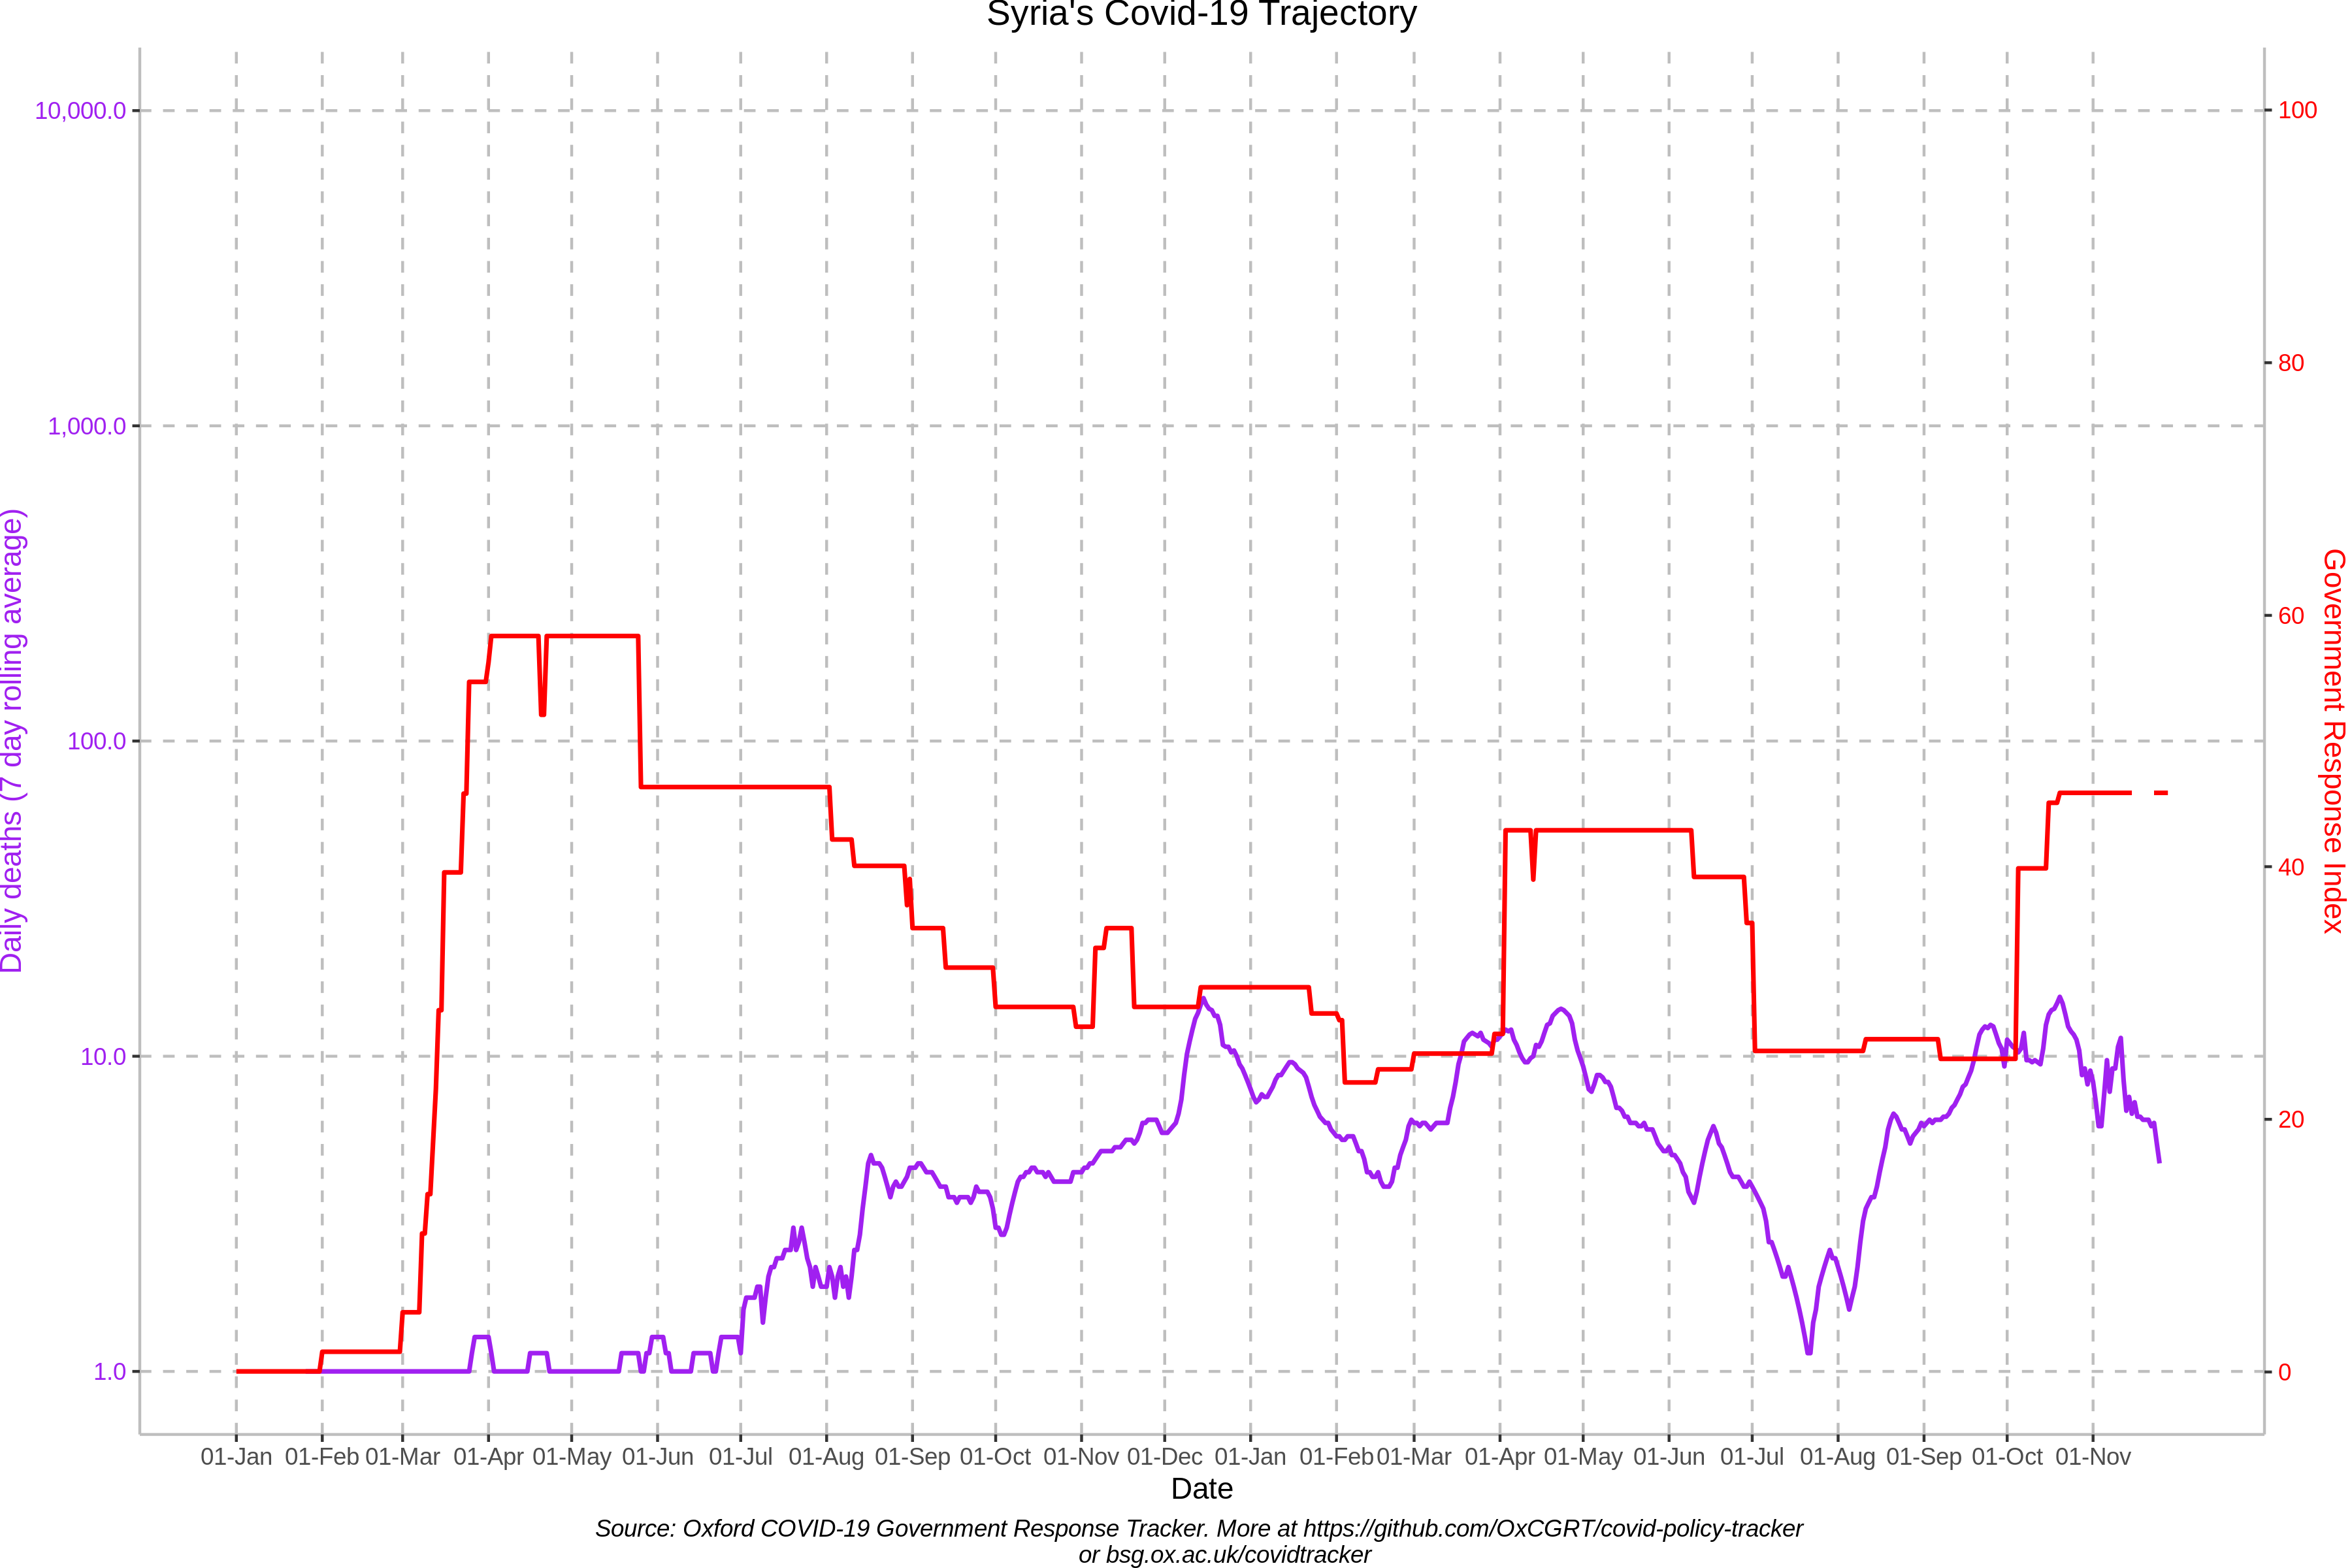 Syria's Covid-19 Trajectory
10,000.0
1,000.0
100.0
10.0
1.0
Daily deaths (7 day rolling average)
100
80
60
40
20
0
Government Response Index
01-Jan 01-Feb 01-Mar 01-Apr 01-May 01-Jun 01-Jul 01-Aug 01-Sep 01-Oct 01-Nov 01-Dec 01-Jan 01-Feb 01-Mar 01-Apr 01-May 01-Jun 01-Jul 01-Aug 01-Sep 01-Oct 01-Nov
Date
Source: Oxford COVID-19 Government Response Tracker. More at https://github.com/OxCGRT/covid-policy-tracker
or bsg.ox.ac.uk/covidtracker